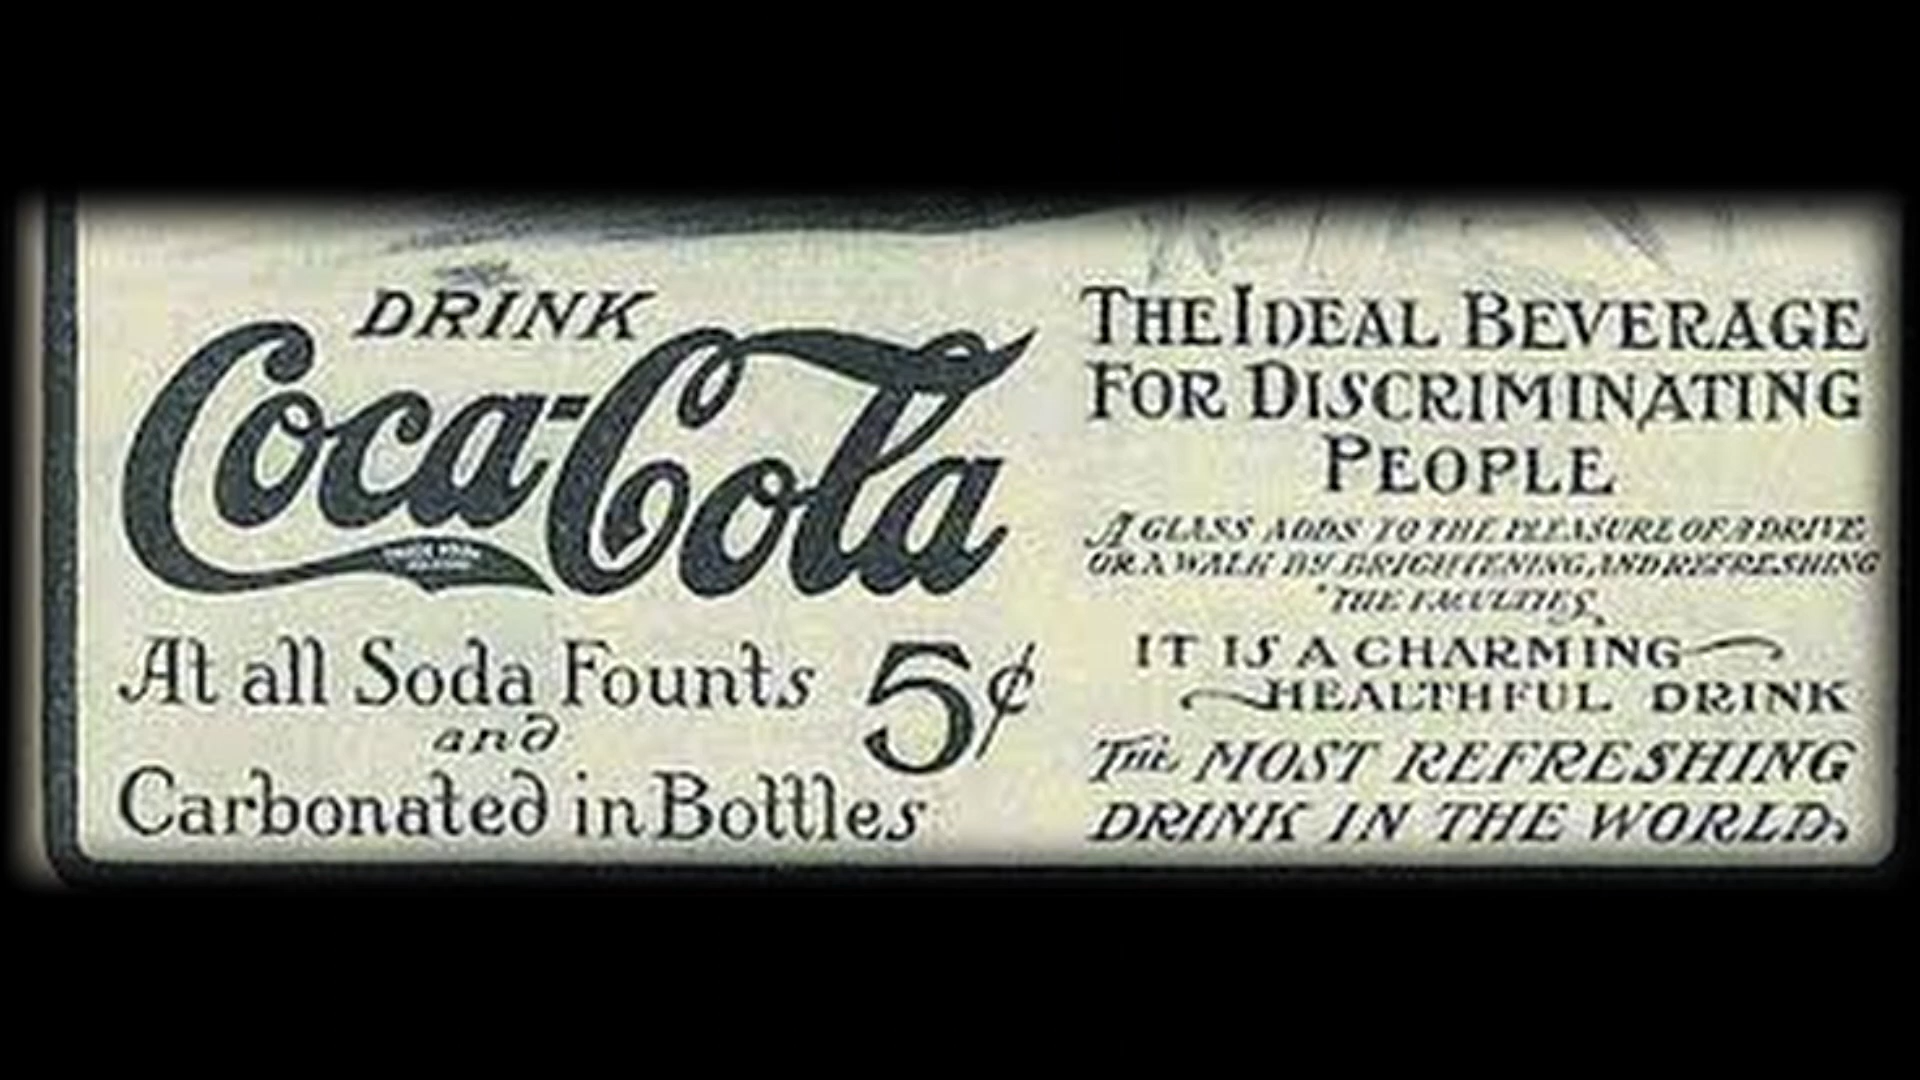 DRINK
Coca-Cola
At all Soda Founts
and
Carbonated in Bottles
5¢
THE IDEAL BEVERAGE
FOR DISCRIMINATING
PEOPLE
A GLASS ADDS TO THE PLEASURE OF A DRIVE
OR A WALK BY BRIGHTENING AND REFRESHING
THE FACULTIES
IT IS A CHARMING
HEALTHFUL DRINK
THE MOST REFRESHING
DRINK IN THE WORLD.